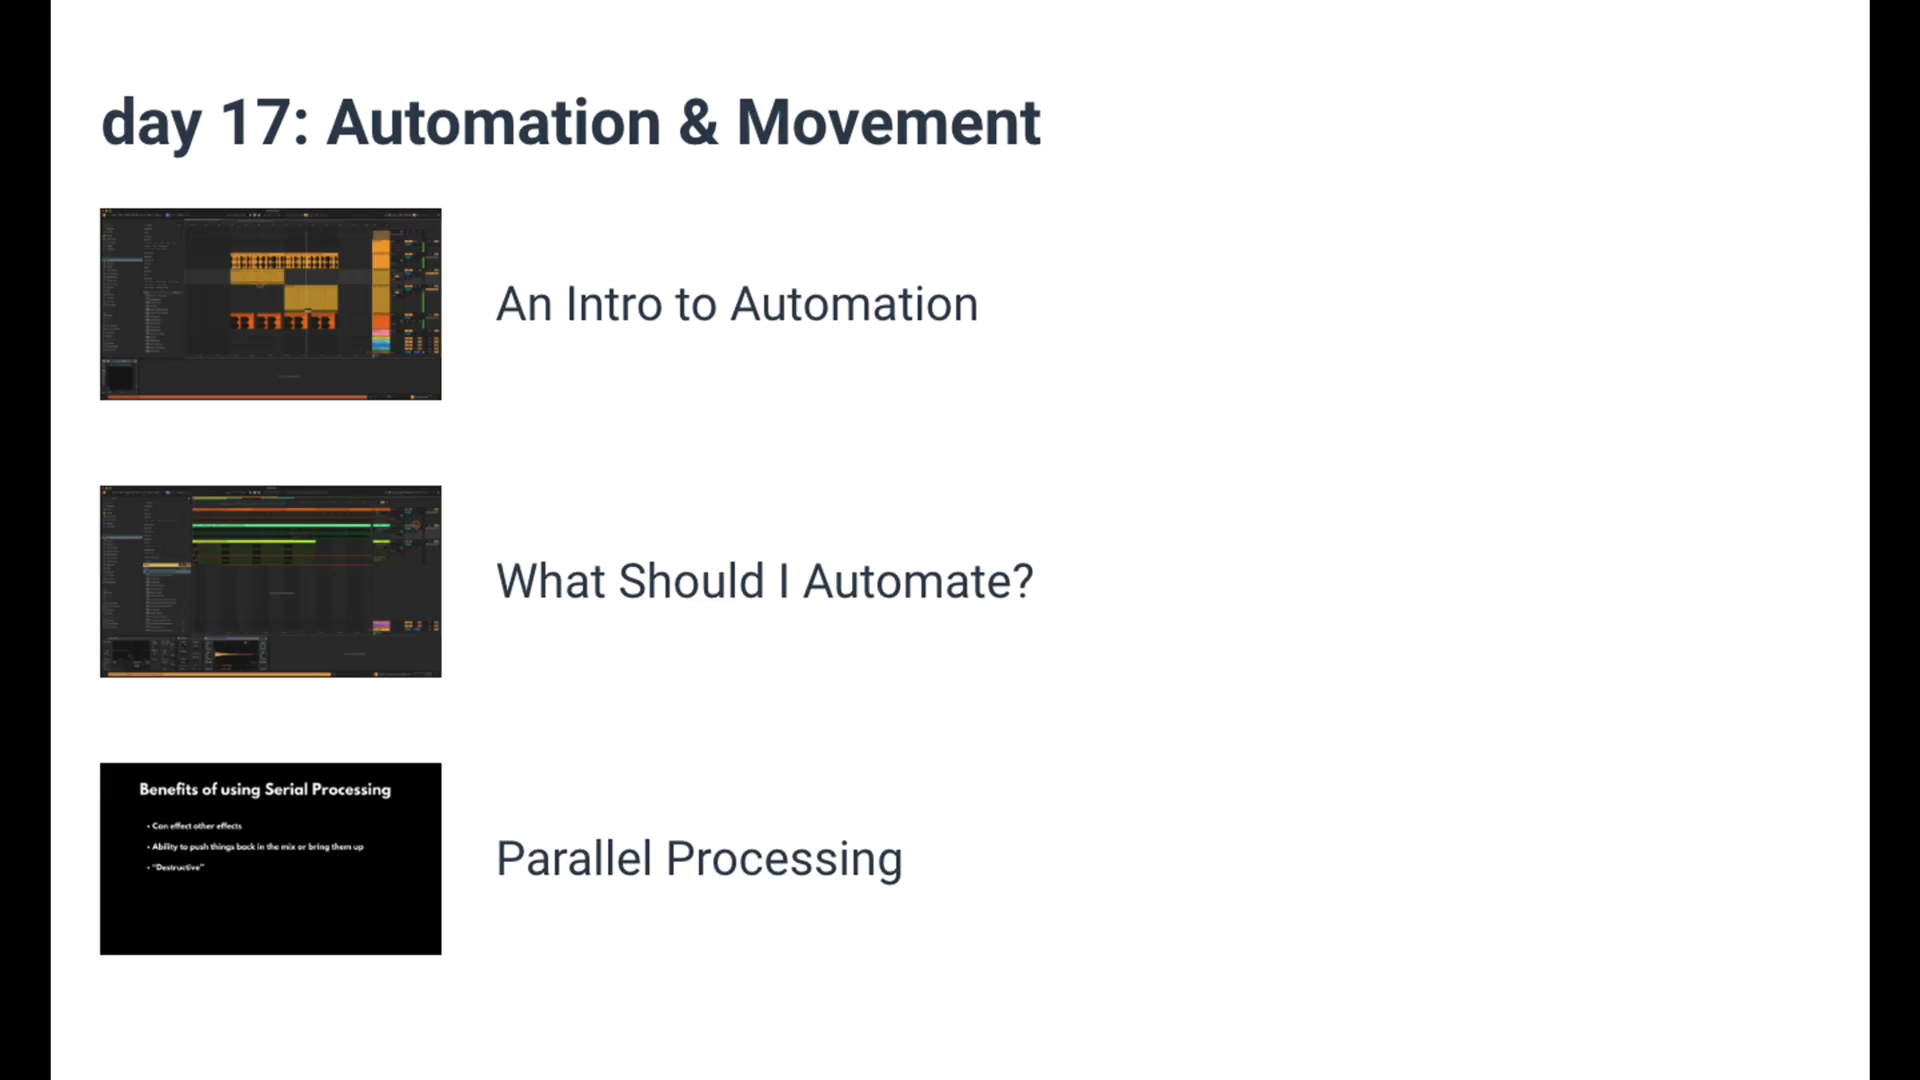 day 17: Automation & Movement
An Intro to Automation
What Should I Automate?
Benefits of using Serial Processing
• Can effect other effects
• Ability to push things back in the mix or bring them up
• "Destructive"
Parallel Processing